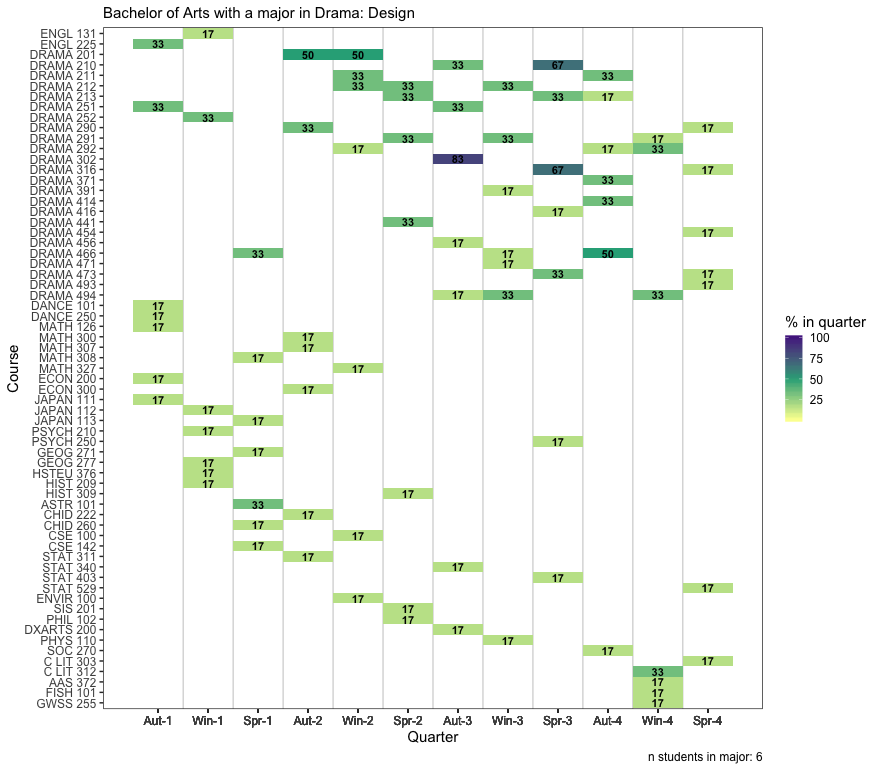 Bachelor of Arts with a major in Drama: Design
ENGL 131 17
ENGL 225 33
DRAMA 201 50 50
DRAMA 210 33 67
DRAMA 211 33 33
DRAMA 212 33 33 33
DRAMA 213 33 33 17
DRAMA 251 33 33
DRAMA 252 33
DRAMA 290 33 17
DRAMA 291 33 33 17
DRAMA 292 17 17 33
DRAMA 302 83
DRAMA 316 67 17
DRAMA 371 33
DRAMA 391 17
DRAMA 414 33
DRAMA 416 17
DRAMA 441 33
DRAMA 454 17
DRAMA 456 17
DRAMA 466 33 17 50
DRAMA 471 17
DRAMA 473 33 17
DRAMA 493 17
DRAMA 494 17 33 33
DANCE 101 17
DANCE 250 17
MATH 126 17
MATH 300 17
MATH 307 17
MATH 308 17
MATH 327 17
ECON 200 17
ECON 300 17
JAPAN 111 17
JAPAN 112 17
JAPAN 113 17
PSYCH 210 17
PSYCH 250 17
GEOG 271 17
GEOG 277 17
HSTEU 376 17
HIST 209 17
HIST 309 17
ASTR 101 33
CHID 222 17
CHID 260 17
CSE 100 17
CSE 142 17
STAT 311 17
STAT 340 17
STAT 403 17
STAT 529 17
ENVIR 100 17
SIS 201 17
PHIL 102 17
DXARTS 200 17
PHYS 110 17
SOC 270 17
C LIT 303 17
C LIT 312 33
AAS 372 17
FISH 101 17
GWSS 255 17
Aut-1 Win-1 Spr-1 Aut-2 Win-2 Spr-2 Aut-3 Win-3 Spr-3 Aut-4 Win-4 Spr-4
Quarter
Course
% in quarter
100
75
50
25
n students in major: 6